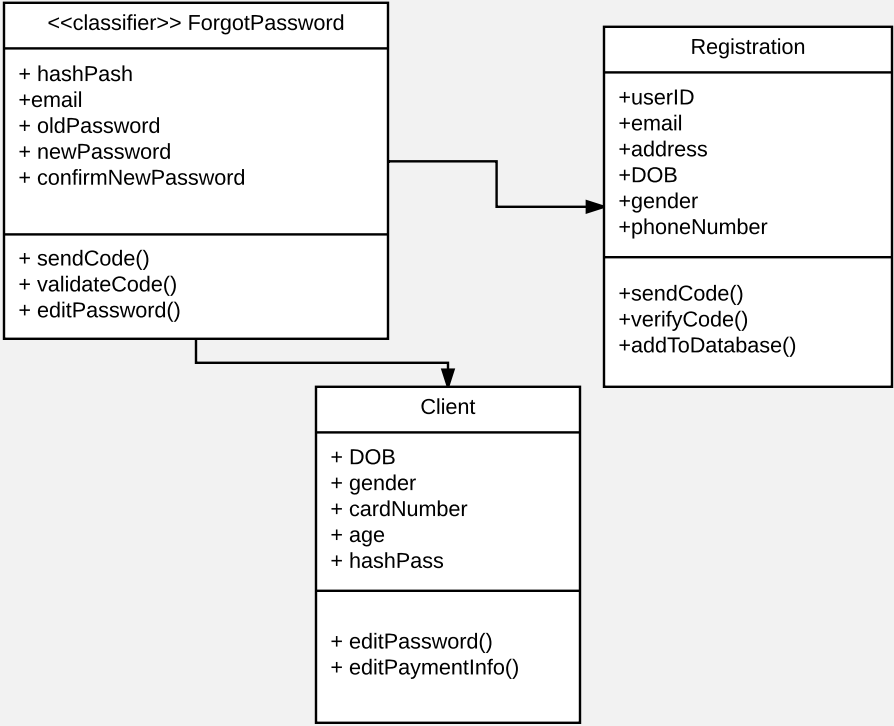 <<classifier>> ForgotPassword
+ hashPash
+email
+ oldPassword
+ newPassword
+ confirmNewPassword
+ sendCode()
+ validateCode()
+ editPassword()
Registration
+userID
+email
+address
+DOB
+gender
+phoneNumber
+sendCode()
+verifyCode()
+addToDatabase()
Client
+ DOB
+ gender
+ cardNumber
+ age
+ hashPass
+ editPassword()
+ editPaymentInfo()